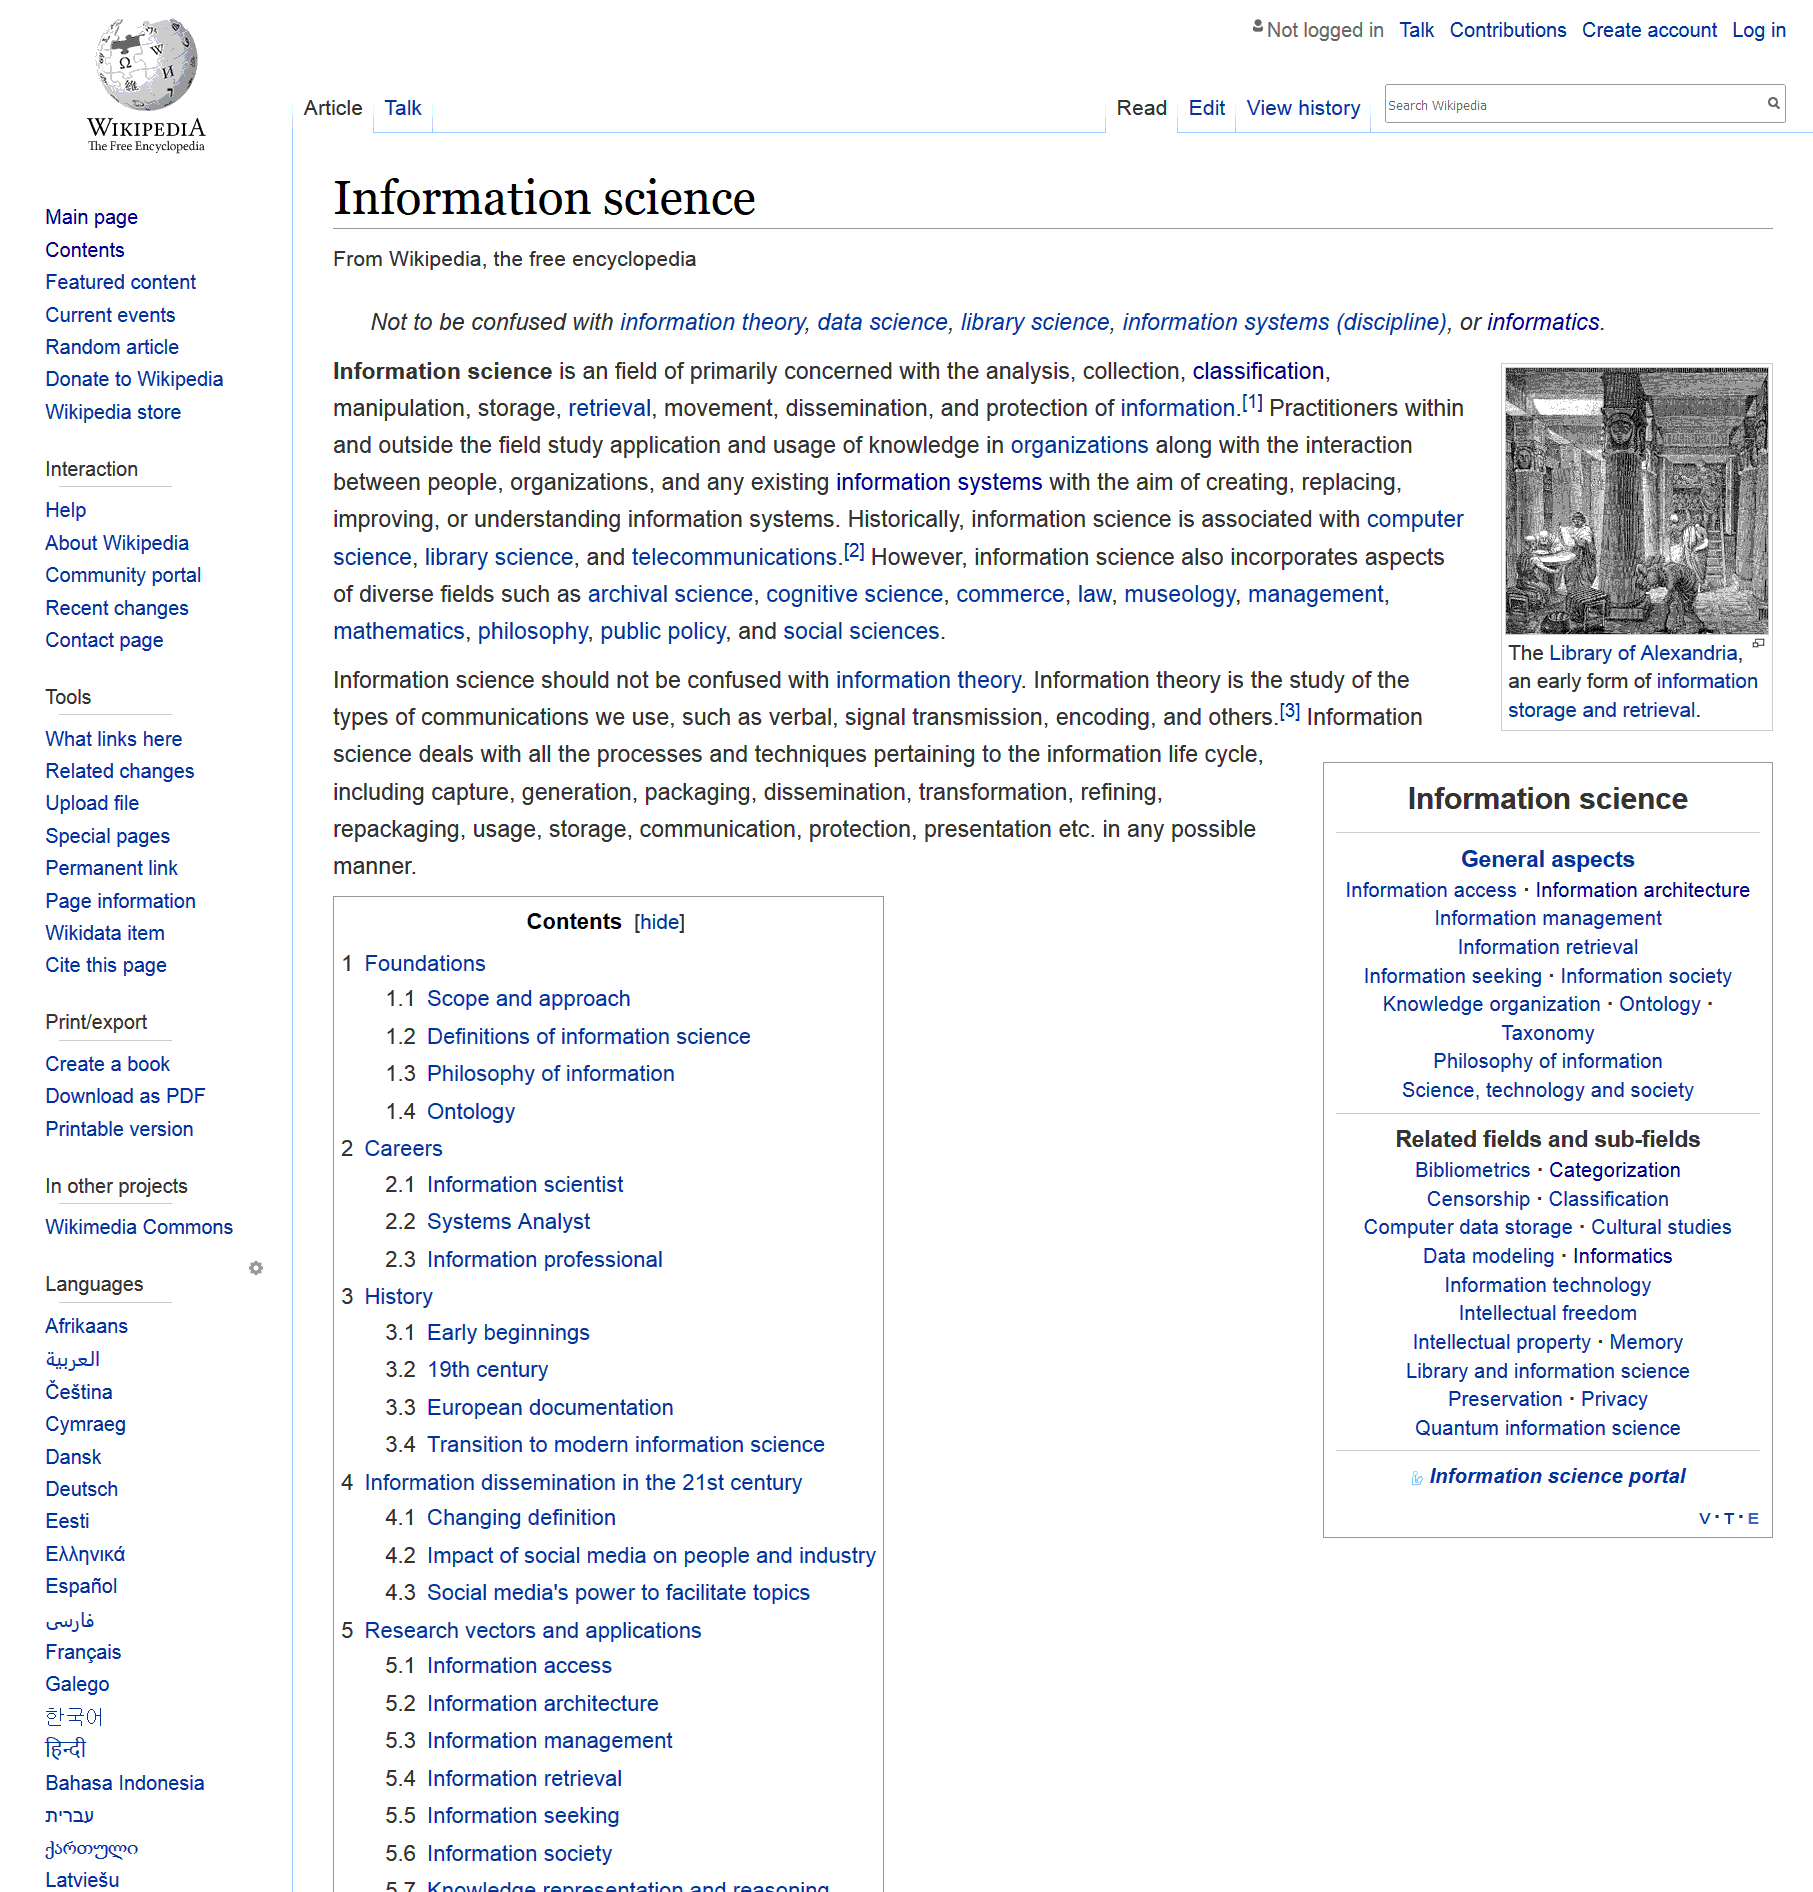 WIKIPEDIA
The Free Encyclopedia
Not logged in Talk Contributions Create account Log in
Article Talk Read Edit View history Search Wikipedia
Main page
Contents
Featured content
Current events
Random article
Donate to Wikipedia
Wikipedia store
Interaction
Help
About Wikipedia
Community portal
Recent changes
Contact page
Tools
What links here
Related changes
Upload file
Special pages
Permanent link
Page information
Wikidata item
Cite this page
Print/export
Create a book
Download as PDF
Printable version
In other projects
Wikimedia Commons
Languages
Afrikaans
العربية
Čeština
Cymraeg
Dansk
Deutsch
Eesti
Ελληνικά
Español
فارسی
Français
Galego
한국어
हिन्दी
Bahasa Indonesia
עברית
ქართული
Latviešu
Information science
From Wikipedia, the free encyclopedia
Not to be confused with information theory, data science, library science, information systems (discipline), or informatics.
Information science is an field of primarily concerned with the analysis, collection, classification,
manipulation, storage, retrieval, movement, dissemination, and protection of information.[1] Practitioners within
and outside the field study application and usage of knowledge in organizations along with the interaction
between people, organizations, and any existing information systems with the aim of creating, replacing,
improving, or understanding information systems. Historically, information science is associated with computer
science, library science, and telecommunications.[2] However, information science also incorporates aspects
of diverse fields such as archival science, cognitive science, commerce, law, museology, management,
mathematics, philosophy, public policy, and social sciences.
Information science should not be confused with information theory. Information theory is the study of the
types of communications we use, such as verbal, signal transmission, encoding, and others.[3] Information
science deals with all the processes and techniques pertaining to the information life cycle,
including capture, generation, packaging, dissemination, transformation, refining,
repackaging, usage, storage, communication, protection, presentation etc. in any possible
manner.
Contents [hide]
1 Foundations
1.1 Scope and approach
1.2 Definitions of information science
1.3 Philosophy of information
1.4 Ontology
2 Careers
2.1 Information scientist
2.2 Systems Analyst
2.3 Information professional
3 History
3.1 Early beginnings
3.2 19th century
3.3 European documentation
3.4 Transition to modern information science
4 Information dissemination in the 21st century
4.1 Changing definition
4.2 Impact of social media on people and industry
4.3 Social media's power to facilitate topics
5 Research vectors and applications
5.1 Information access
5.2 Information architecture
5.3 Information management
5.4 Information retrieval
5.5 Information seeking
5.6 Information society
5.7 Knowledge representation and reasoning
The Library of Alexandria,
an early form of information
storage and retrieval.
Information science
General aspects
Information access · Information architecture
Information management
Information retrieval
Information seeking · Information society
Knowledge organization · Ontology ·
Taxonomy
Philosophy of information
Science, technology and society
Related fields and sub-fields
Bibliometrics · Categorization
Censorship · Classification
Computer data storage · Cultural studies
Data modeling · Informatics
Information technology
Intellectual freedom
Intellectual property · Memory
Library and information science
Preservation · Privacy
Quantum information science
Information science portal
V · T · E